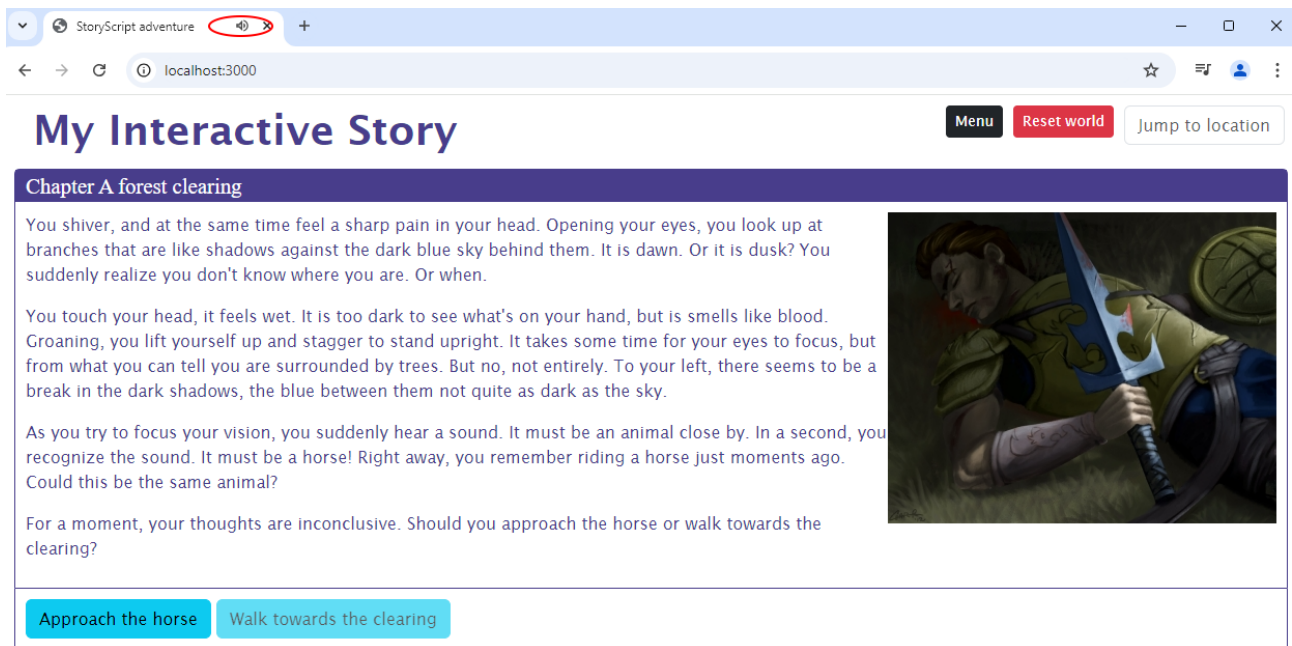 StoryScript adventure
localhost:3000
My Interactive Story
Menu
Reset world
Jump to location
Chapter A forest clearing
You shiver, and at the same time feel a sharp pain in your head. Opening your eyes, you look up at
branches that are like shadows against the dark blue sky behind them. It is dawn. Or it is dusk? You
suddenly realize you don't know where you are. Or when.
You touch your head, it feels wet. It is too dark to see what's on your hand, but is smells like blood.
Groaning, you lift yourself up and stagger to stand upright. It takes some time for your eyes to focus, but
from what you can tell you are surrounded by trees. But no, not entirely. To your left, there seems to be a
break in the dark shadows, the blue between them not quite as dark as the sky.
As you try to focus your vision, you suddenly hear a sound. It must be an animal close by. In a second, you
recognize the sound. It must be a horse! Right away, you remember riding a horse just moments ago.
Could this be the same animal?
For a moment, your thoughts are inconclusive. Should you approach the horse or walk towards the
clearing?
Approach the horse
Walk towards the clearing